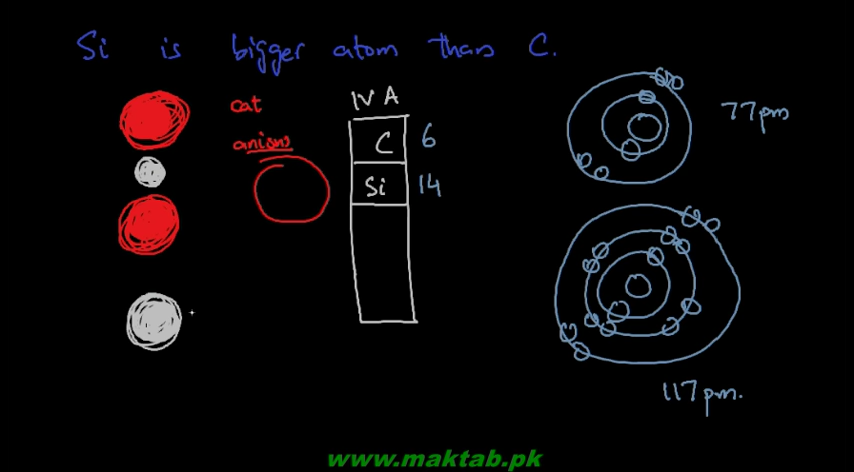 Si is bigger atom than C.
cat
anions
IV A
C 6
Si 14
77pm
117pm.
www.maktab.pk